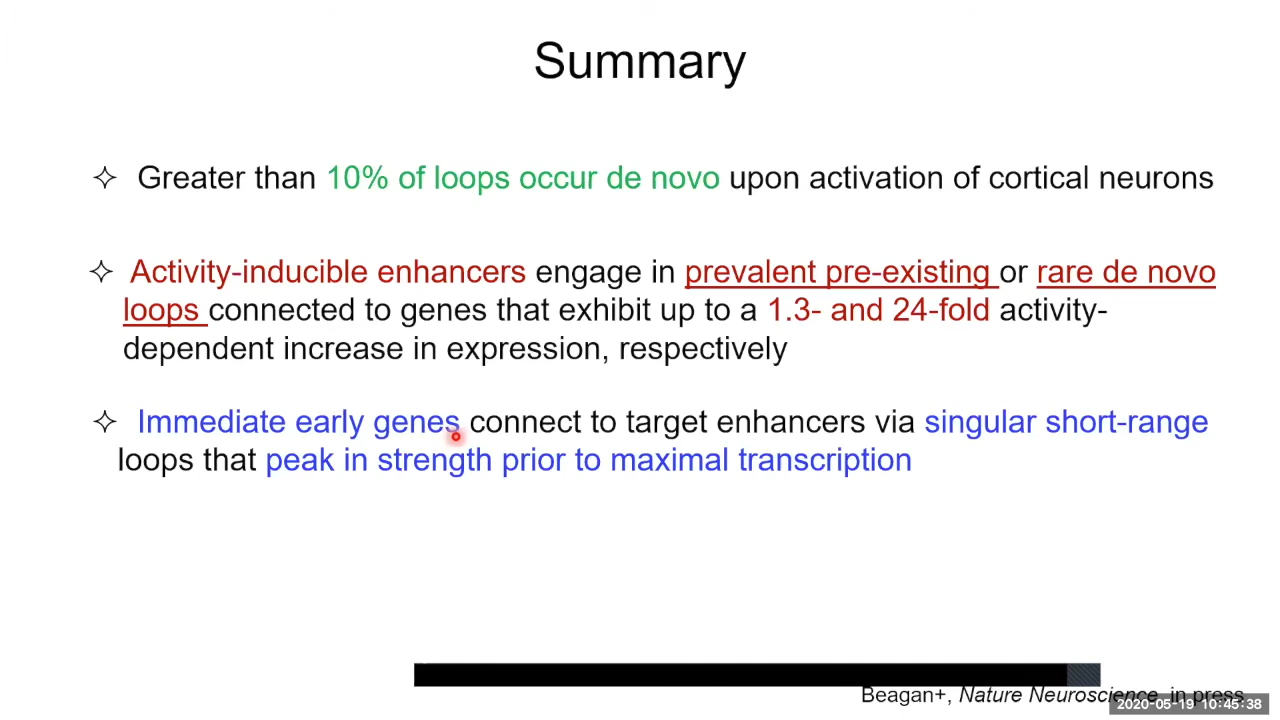 Summary
✧ Greater than 10% of loops occur de novo upon activation of cortical neurons
✧ Activity-inducible enhancers engage in prevalent pre-existing or rare de novo
loops connected to genes that exhibit up to a 1.3- and 24-fold activity-
dependent increase in expression, respectively
✧ Immediate early genes connect to target enhancers via singular short-range
loops that peak in strength prior to maximal transcription
Beagan+, Nature Neuroscience, in press
2020-05-19 10:45:38